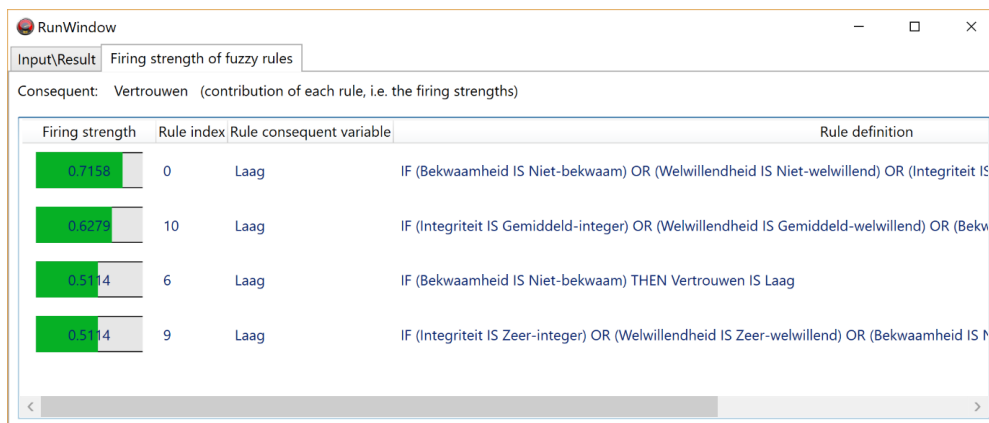 RunWindow
Input\Result Firing strength of fuzzy rules
Consequent: Vertrouwen (contribution of each rule, i.e. the firing strengths)
Firing strength Rule index Rule consequent variable Rule definition
0.7158 0 Laag IF (Bekwaamheid IS Niet-bekwaam) OR (Welwillendheid IS Niet-welwillend) OR (Integriteit IS
0.6279 10 Laag IF (Integriteit IS Gemiddeld-integer) OR (Welwillendheid IS Gemiddeld-welwillend) OR (Bekw
0.5114 6 Laag IF (Bekwaamheid IS Niet-bekwaam) THEN Vertrouwen IS Laag
0.5114 9 Laag IF (Integriteit IS Zeer-integer) OR (Welwillendheid IS Zeer-welwillend) OR (Bekwaamheid IS N